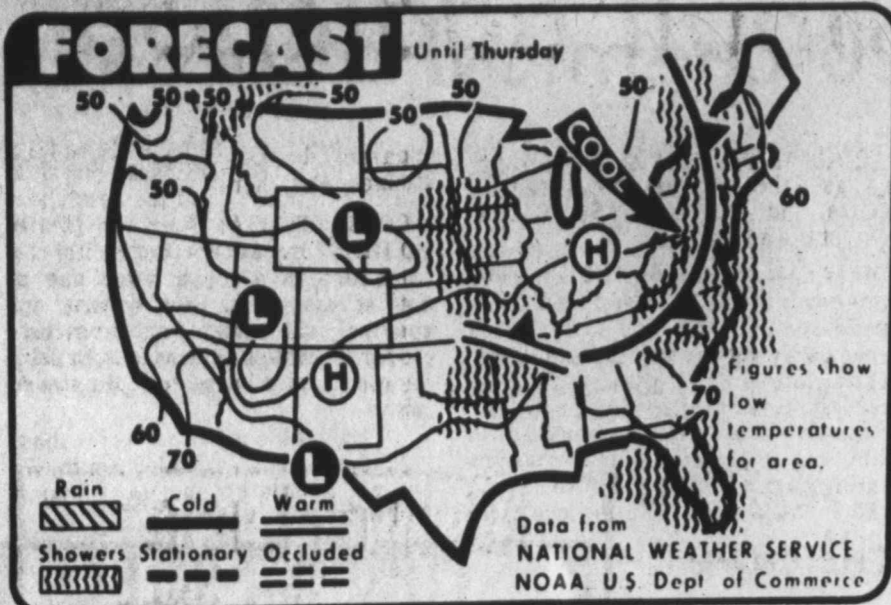 FORECAST
Until Thursday
50
50
50
50
50
50
50
50
60
COOL
L
H
L
H
L
60
70
70
Figures show
low
temperatures
for area.
Rain
Cold
Warm
Showers
Stationary
Occluded
Data from
NATIONAL WEATHER SERVICE
NOAA, U.S. Dept of Commerce